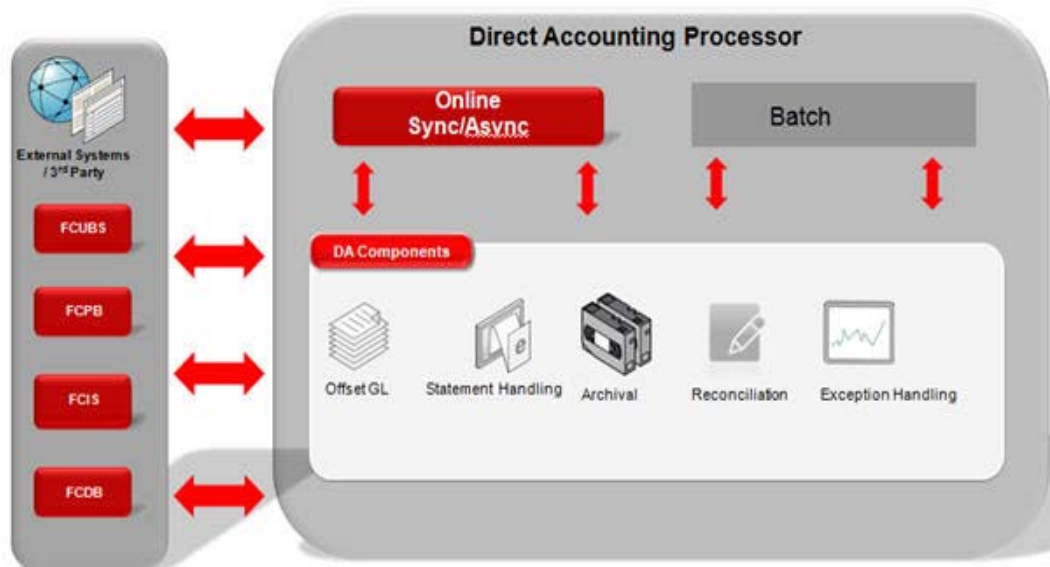 Direct Accounting Processor
Online
Sync/Async
Batch
External Systems
/ 3rd Party
FCUBS
FCPB
FCIS
FCDB
DA Components
Offset GL
Statement Handling
Archival
Reconciliation
Exception Handling